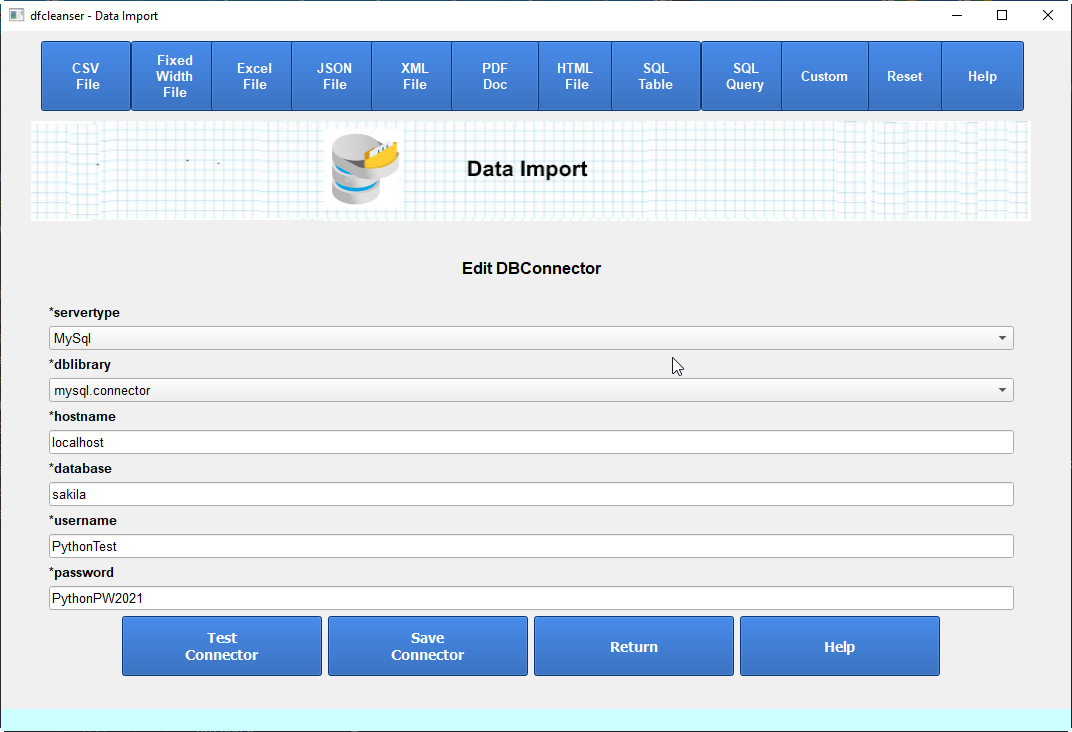 dfcleanser - Data Import
CSV
File
Fixed
Width
File
Excel
File
JSON
File
XML
File
PDF
Doc
HTML
File
SQL
Table
SQL
Query
Custom
Reset
Help
Data Import
Edit DBConnector
*servertype
MySql
*dblibrary
mysql.connector
*hostname
localhost
*database
sakila
*username
PythonTest
*password
PythonPW2021
Test
Connector
Save
Connector
Return
Help